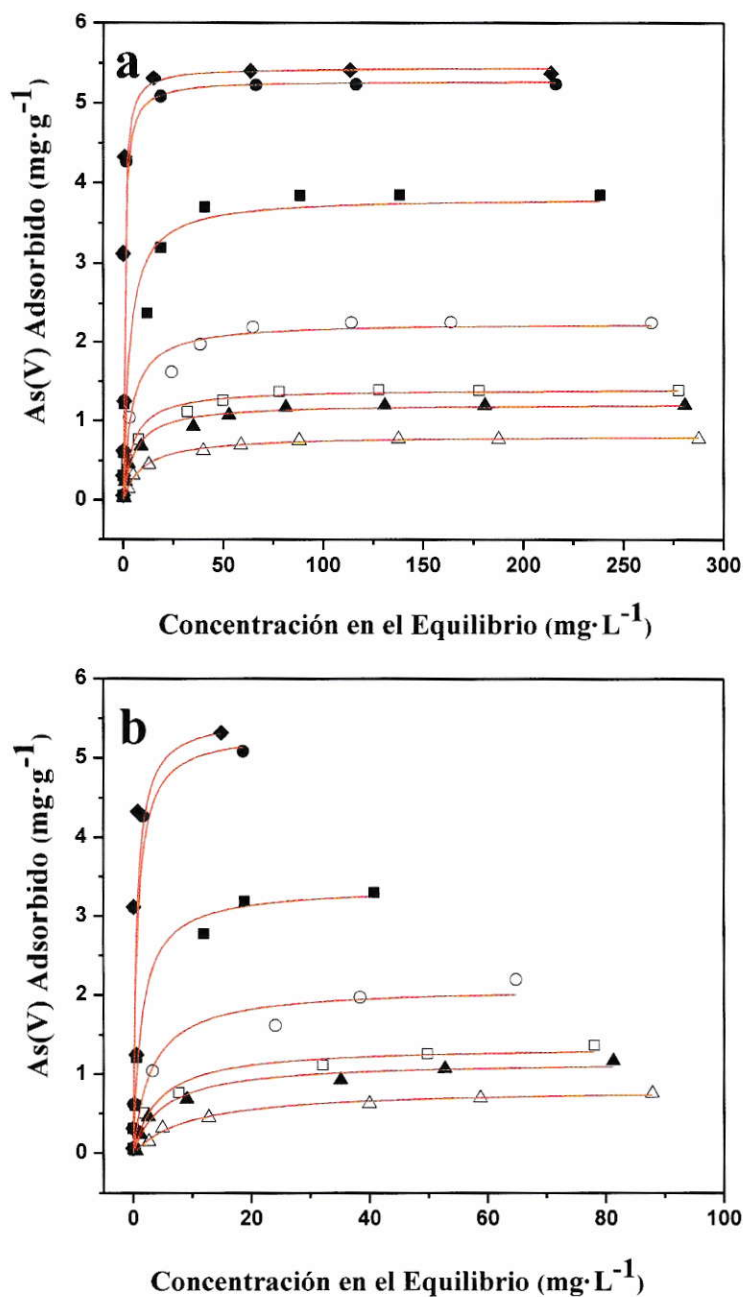 a
6
5
4
3
2
1
0
As(V) Adsorbido (mg·g-1)
0 50 100 150 200 250 300
Concentración en el Equilibrio (mg·L-1)
b
6
5
4
3
2
1
0
As(V) Adsorbido (mg·g-1)
0 20 40 60 80 100
Concentración en el Equilibrio (mg·L-1)